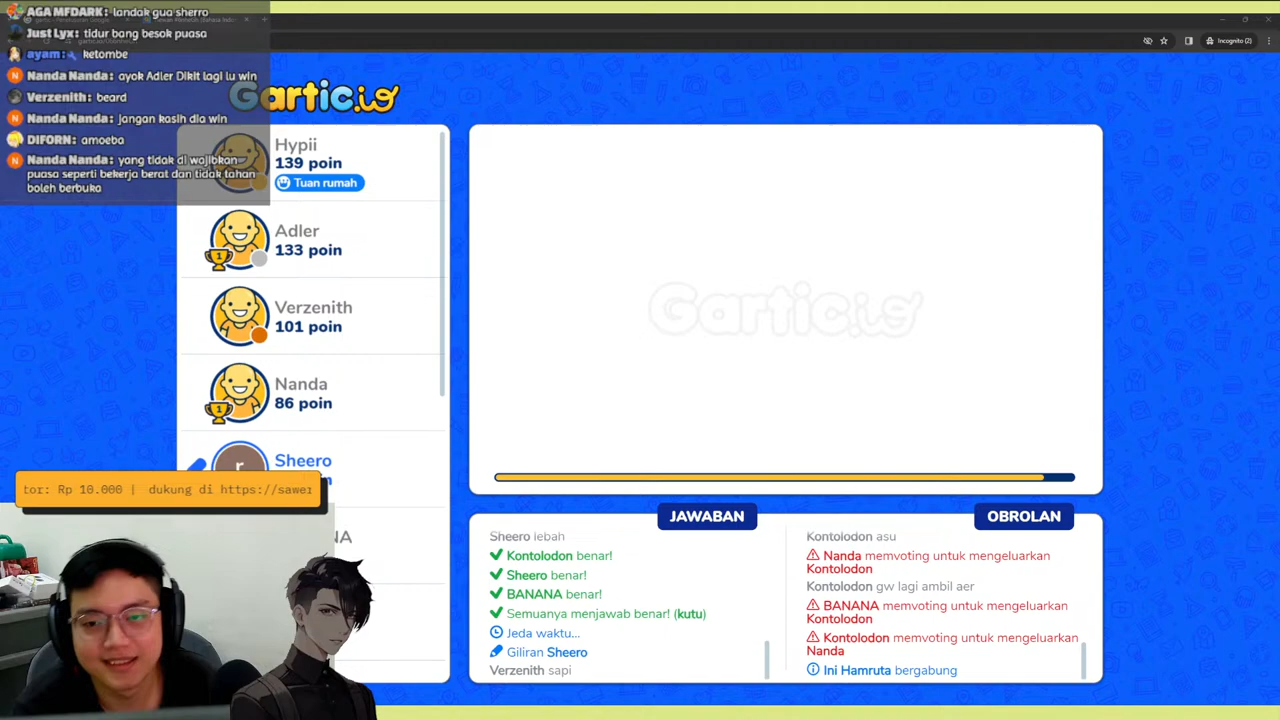 AGA MFDARK: landak gua sherro
Just Lyx: tidur bang besok puasa
ayam: ketombe
Nanda Nanda: ayok Adler Dikit lagi lu win
Verzenith: beard
Nanda Nanda: jangan kasih dia win
DIFORN: amoeba
Nanda Nanda: yang tidak di wajibkan
puasa seperti bekerja berat dan tidak tahan
boleh berbuka
Incognito (2)
Gartic.io
Hypii
139 poin
Tuan rumah
Adler
133 poin
Verzenith
101 poin
Nanda
86 poin
Sheero
r
NA
tor: Rp 10.000 | dukung di https://sawer
Gartic.io
JAWABAN
Sheero lebah
Kontolodon benar!
Sheero benar!
BANANA benar!
Semuanya menjawab benar! (kutu)
Jeda waktu...
Giliran Sheero
Verzenith sapi
OBROLAN
Kontolodon asu
Nanda memvoting untuk mengeluarkan
Kontolodon
Kontolodon gw lagi ambil aer
BANANA memvoting untuk mengeluarkan
Kontolodon
Kontolodon memvoting untuk mengeluarkan
Nanda
Ini Hamruta bergabung